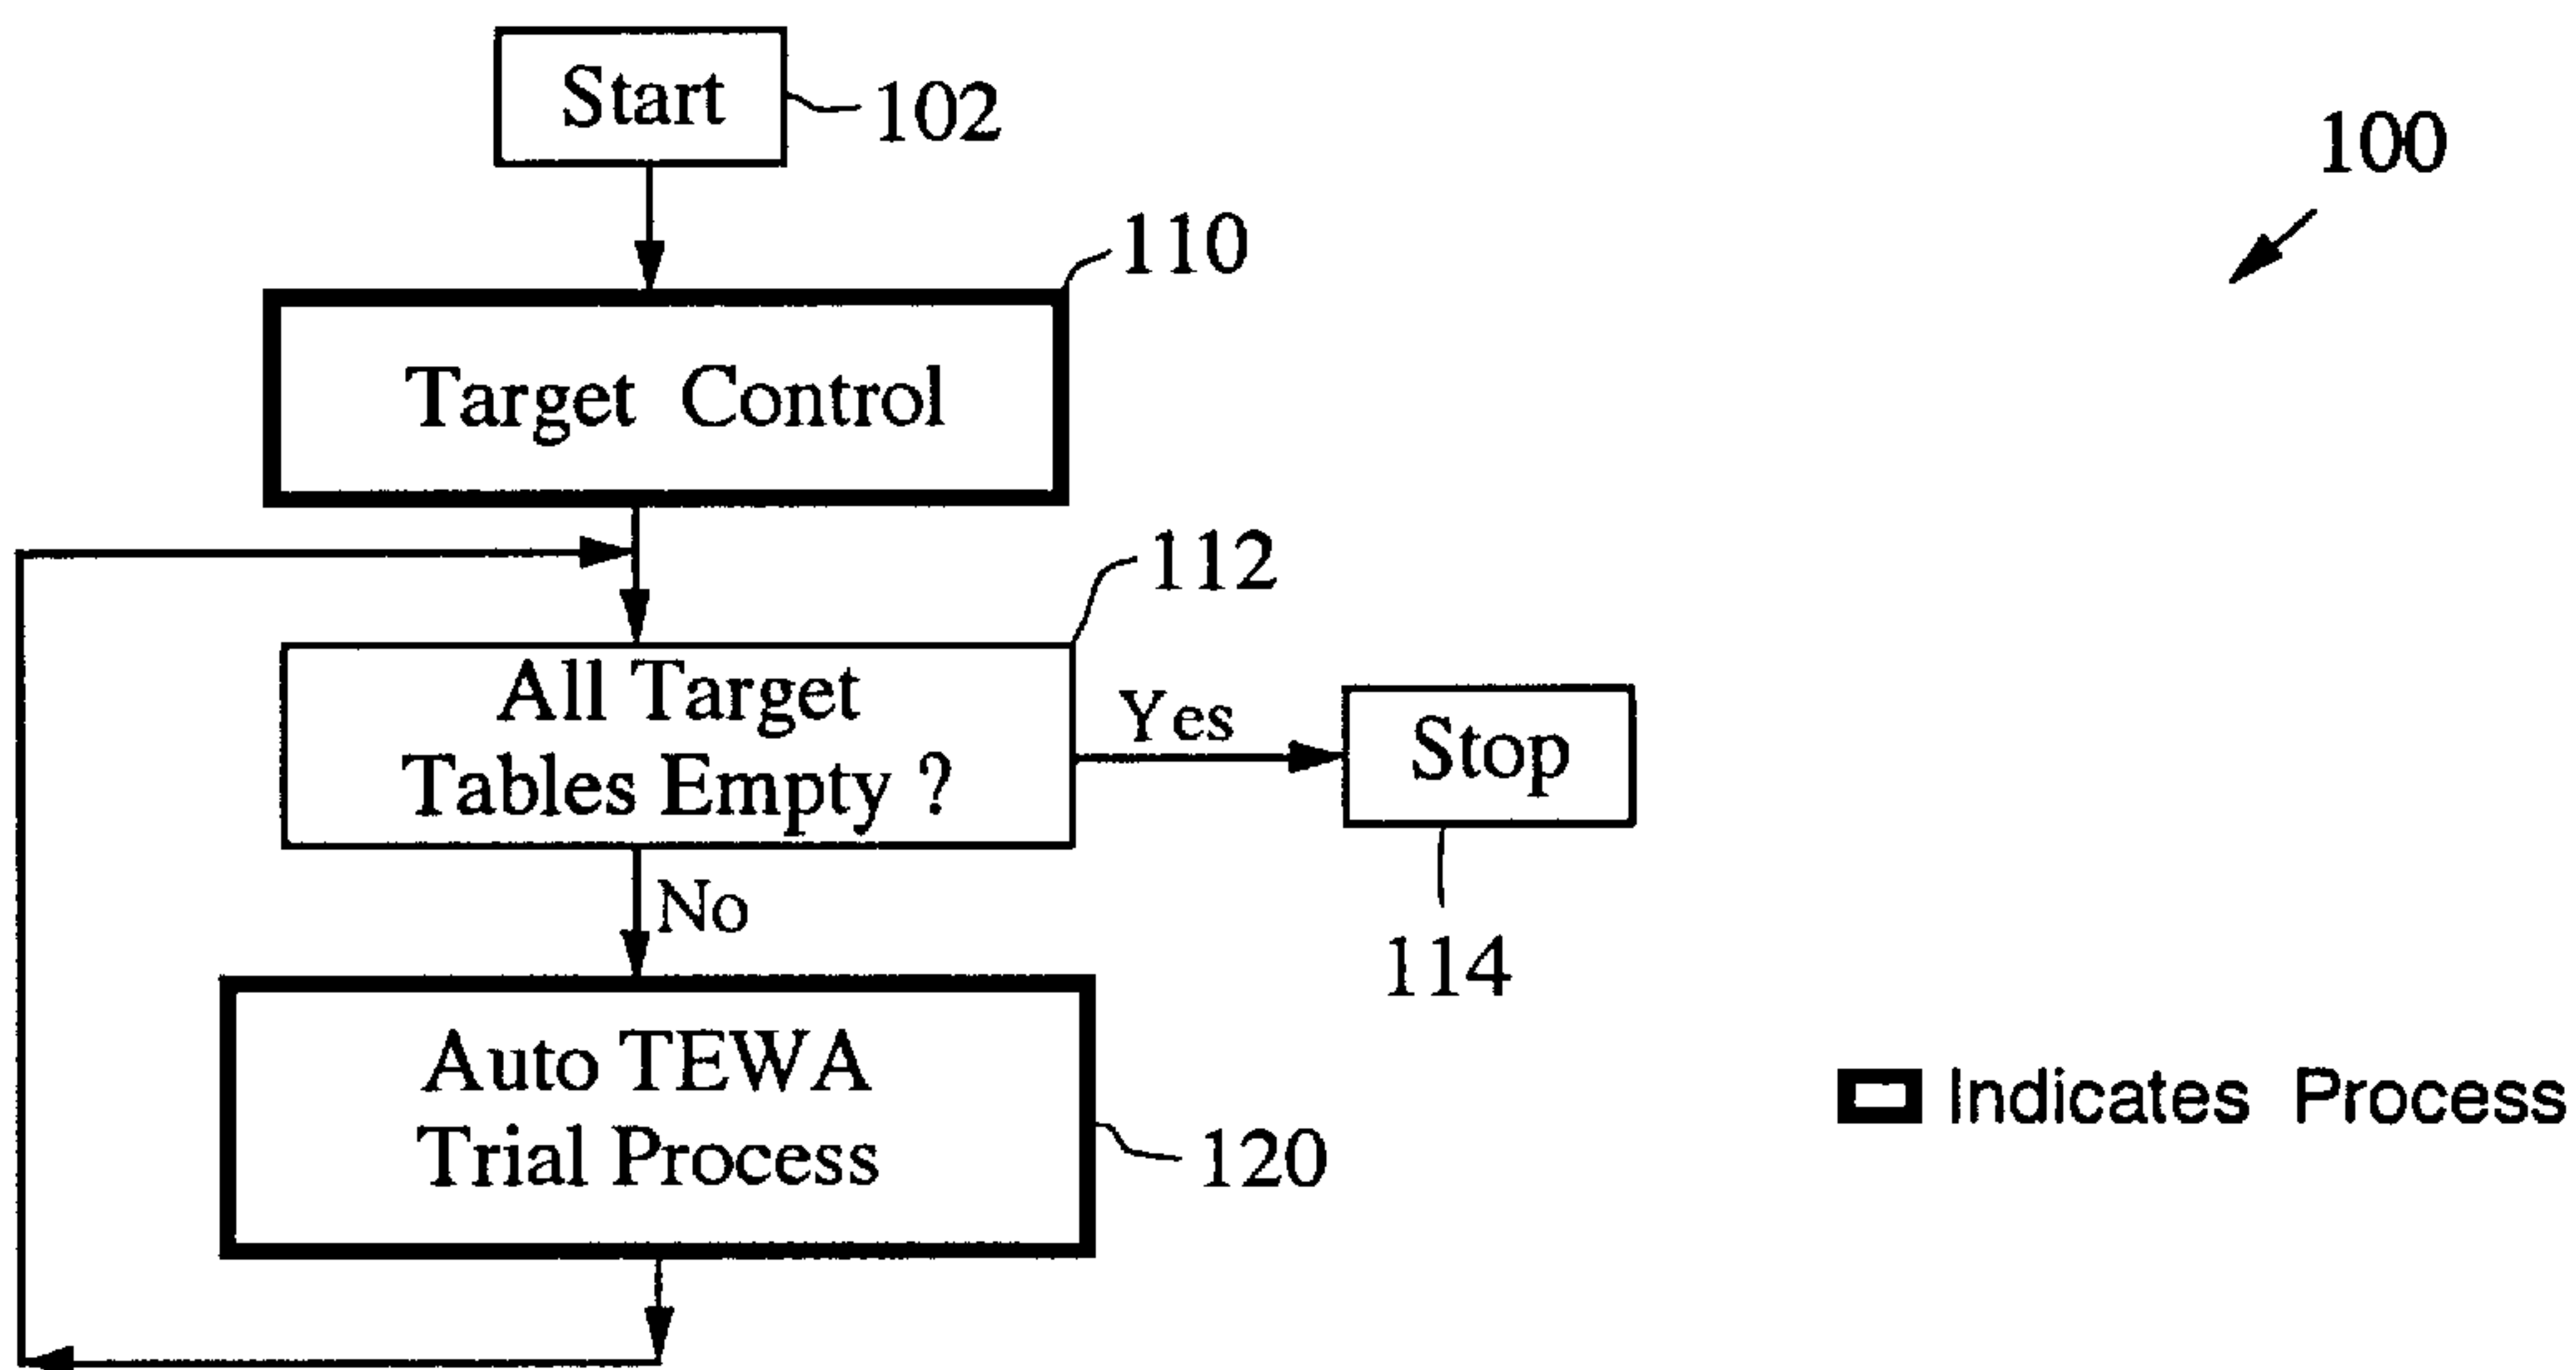 Start
102
100
110
Target Control
112
All Target
Tables Empty ?
Yes
Stop
No
114
Auto TEWA
Trial Process
120
Indicates Process